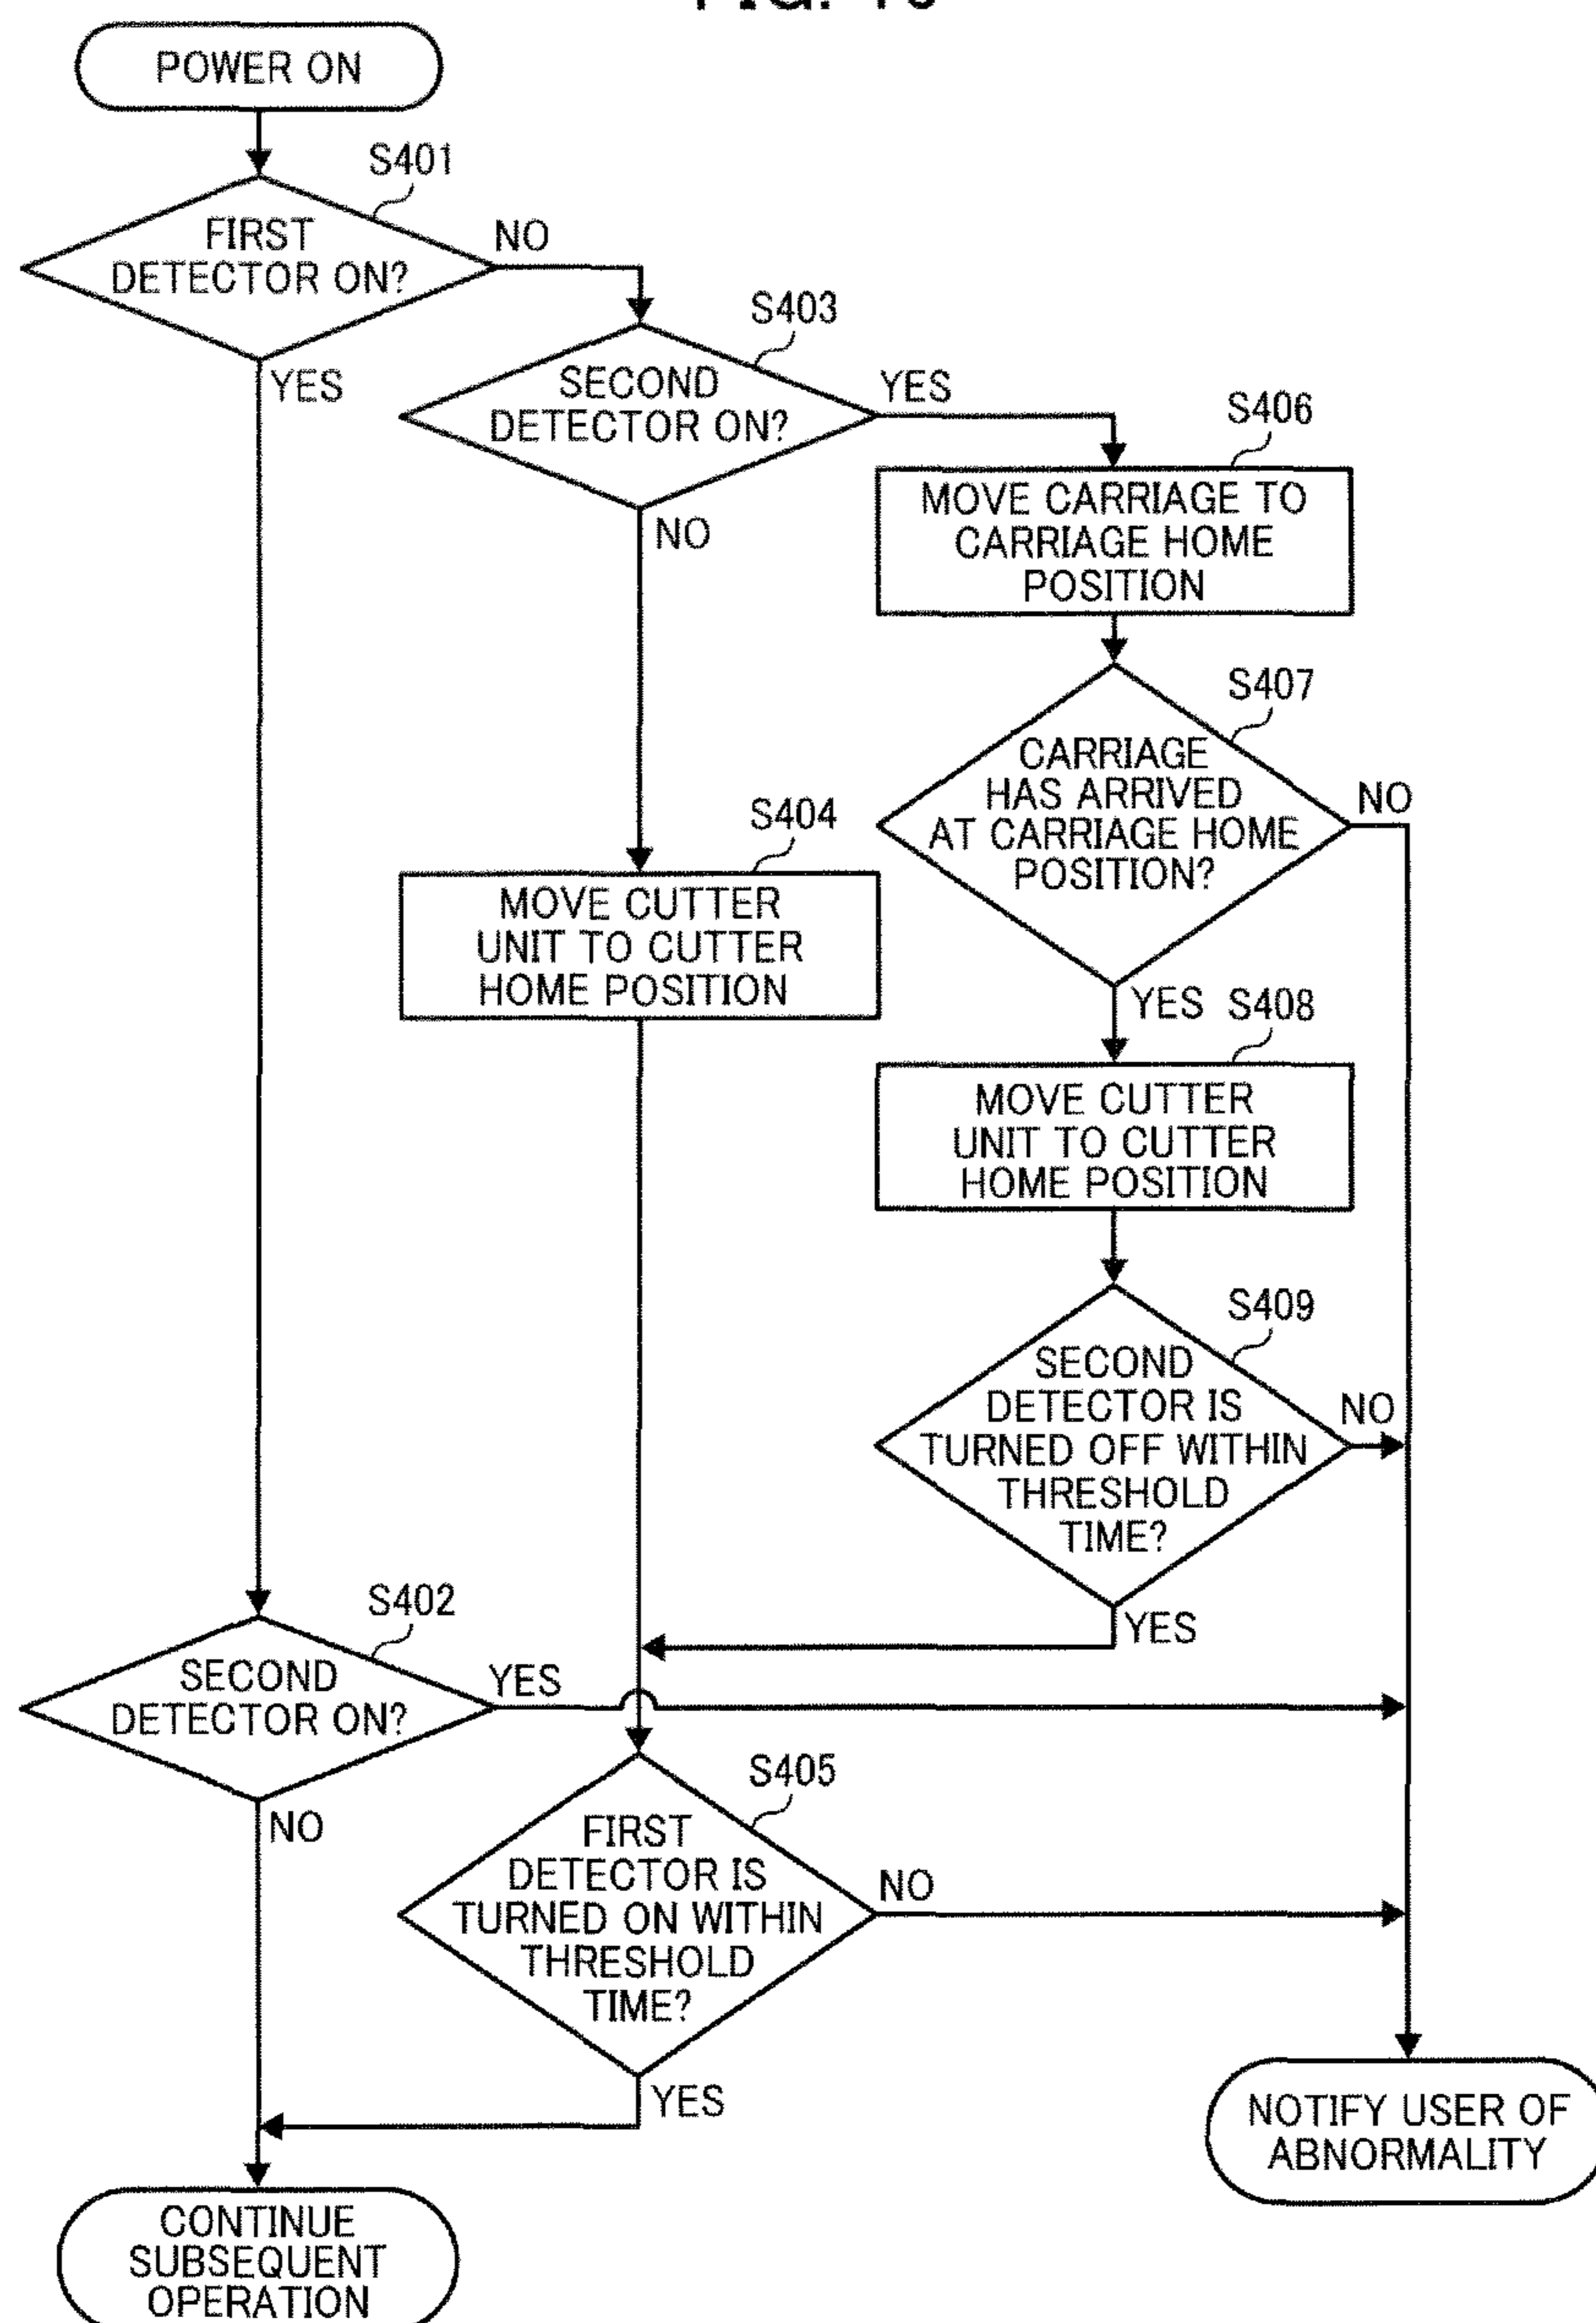 POWER ON
S401
FIRST
DETECTOR ON?
NO
YES
S403
SECOND
DETECTOR ON?
YES
NO
S406
MOVE CARRIAGE TO
CARRIAGE HOME
POSITION
S407
CARRIAGE
HAS ARRIVED
AT CARRIAGE HOME
POSITION?
NO
YES
S404
MOVE CUTTER
UNIT TO CUTTER
HOME POSITION
S408
MOVE CUTTER
UNIT TO CUTTER
HOME POSITION
S409
SECOND
DETECTOR IS
TURNED OFF WITHIN
THRESHOLD
TIME?
NO
YES
S402
SECOND
DETECTOR ON?
YES
NO
S405
FIRST
DETECTOR IS
TURNED ON WITHIN
THRESHOLD
TIME?
NO
YES
NOTIFY USER OF
ABNORMALITY
CONTINUE
SUBSEQUENT
OPERATION